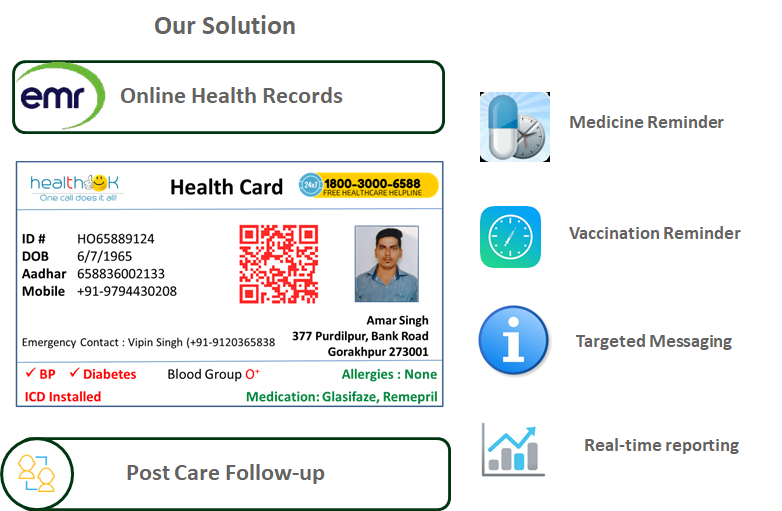 Our Solution
emr
Online Health Records
healthOK
One call does it all!
Health Card
24x7
1800-3000-6588
FREE HEALTHCARE HELPLINE
ID # HO65889124
DOB 6/7/1965
Aadhar 658836002133
Mobile +91-9794430208
Amar Singh
377 Purdilpur, Bank Road
Gorakhpur 273001
Emergency Contact : Vipin Singh (+91-9120365838
✓ BP ✓ Diabetes Blood Group O+ Allergies : None
ICD Installed Medication: Glasifaze, Remepril
Post Care Follow-up
Medicine Reminder
Vaccination Reminder
i
Targeted Messaging
Real-time reporting